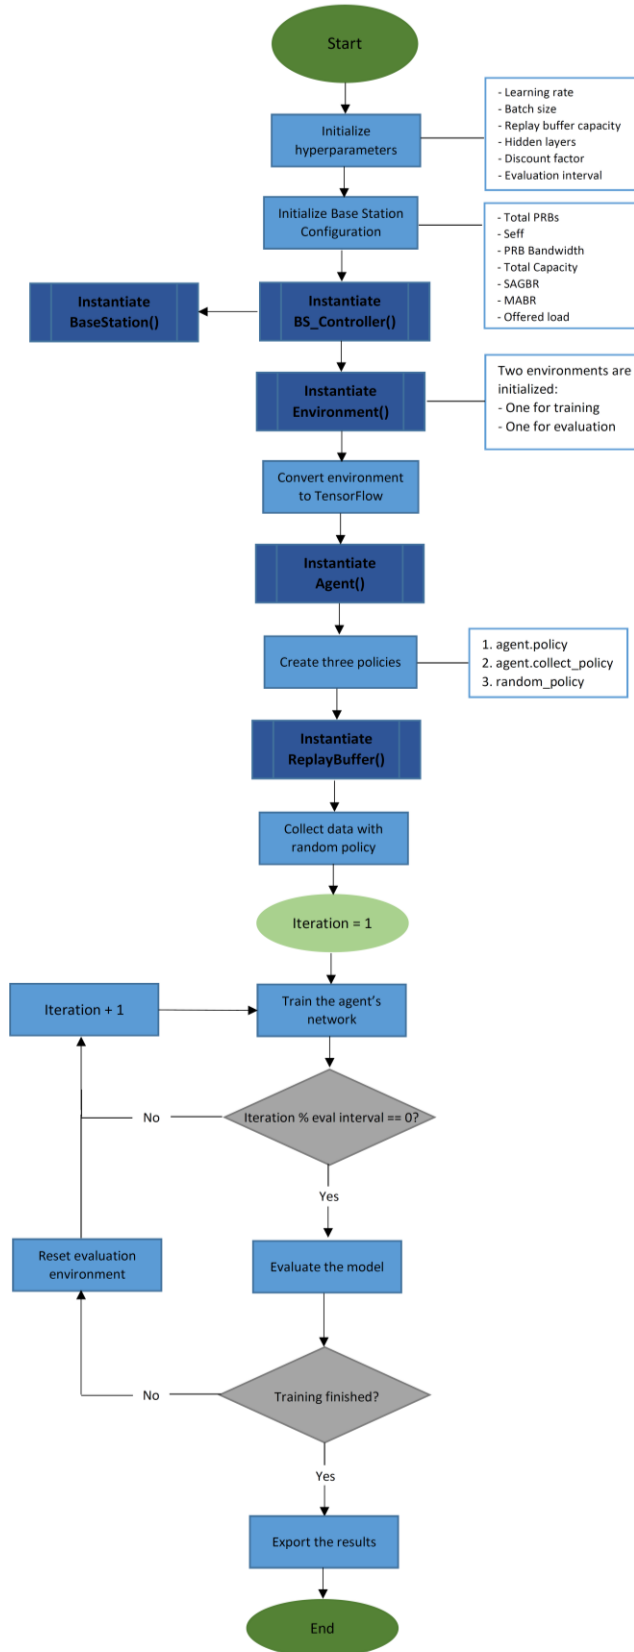 Start
Initialize
hyperparameters
- Learning rate
- Batch size
- Replay buffer capacity
- Hidden layers
- Discount factor
- Evaluation interval
Initialize Base Station
Configuration
- Total PRBs
- Seff
- PRB Bandwidth
- Total Capacity
- SAGBR
- MABR
- Offered load
Instantiate
BaseStation()
Instantiate
BS_Controller()
Instantiate
Environment()
Two environments are
initialized:
- One for training
- One for evaluation
Convert environment
to TensorFlow
Instantiate
Agent()
Create three policies
1. agent.policy
2. agent.collect_policy
3. random_policy
Instantiate
ReplayBuffer()
Collect data with
random policy
Iteration = 1
Iteration + 1
Train the agent's
network
No
Iteration % eval interval == 0?
Yes
Reset evaluation
environment
Evaluate the model
No
Training finished?
Yes
Export the results
End